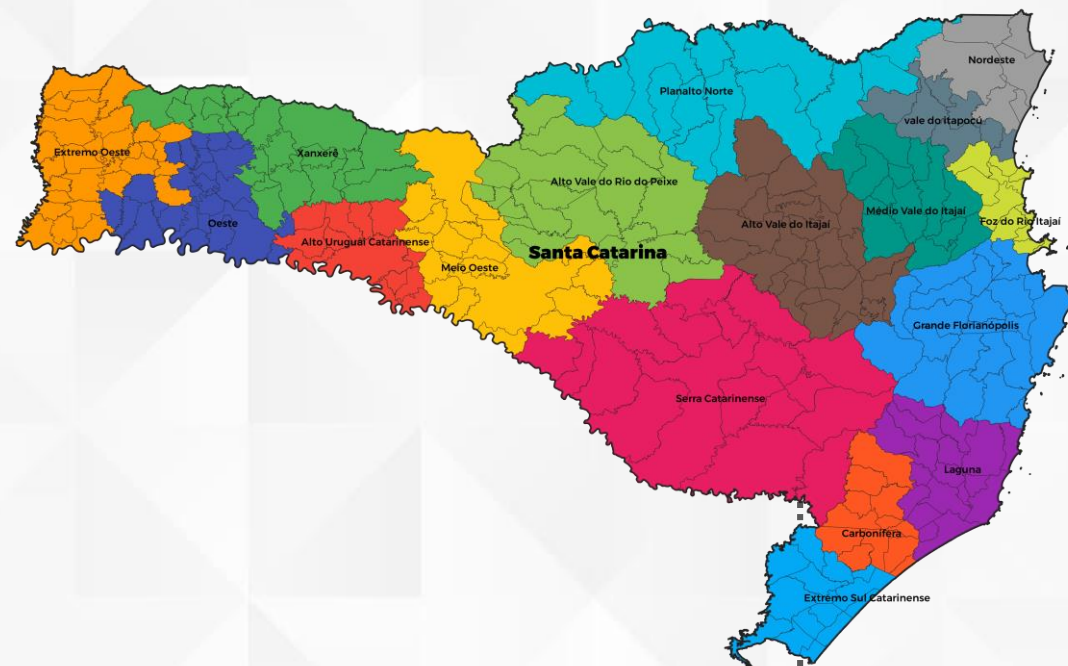 Nordeste
Planalto Norte
vale do Itapocú
Extremo Oeste
Xanxerê
Alto Vale do Rio do Peixe
Médio Vale do Itajaí
Foz do Rio Itajaí
Oeste
Alto Vale do Itajaí
Alto Urugual Catarinense
Santa Catarina
Meio Oeste
Grande Florianópolis
Serra Catarinense
Laguna
Carbonífera
Extremo Sul Catarinense